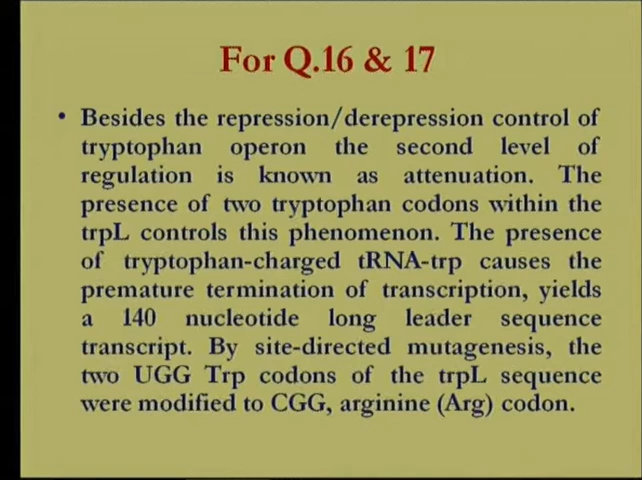 For Q.16 & 17
• Besides the repression/derepression control of
tryptophan operon the second level of
regulation is known as attenuation. The
presence of two tryptophan codons within the
trpL controls this phenomenon. The presence
of tryptophan-charged tRNA-trp causes the
premature termination of transcription, yields
a 140 nucleotide long leader sequence
transcript. By site-directed mutagenesis, the
two UGG Trp codons of the trpL sequence
were modified to CGG, arginine (Arg) codon.